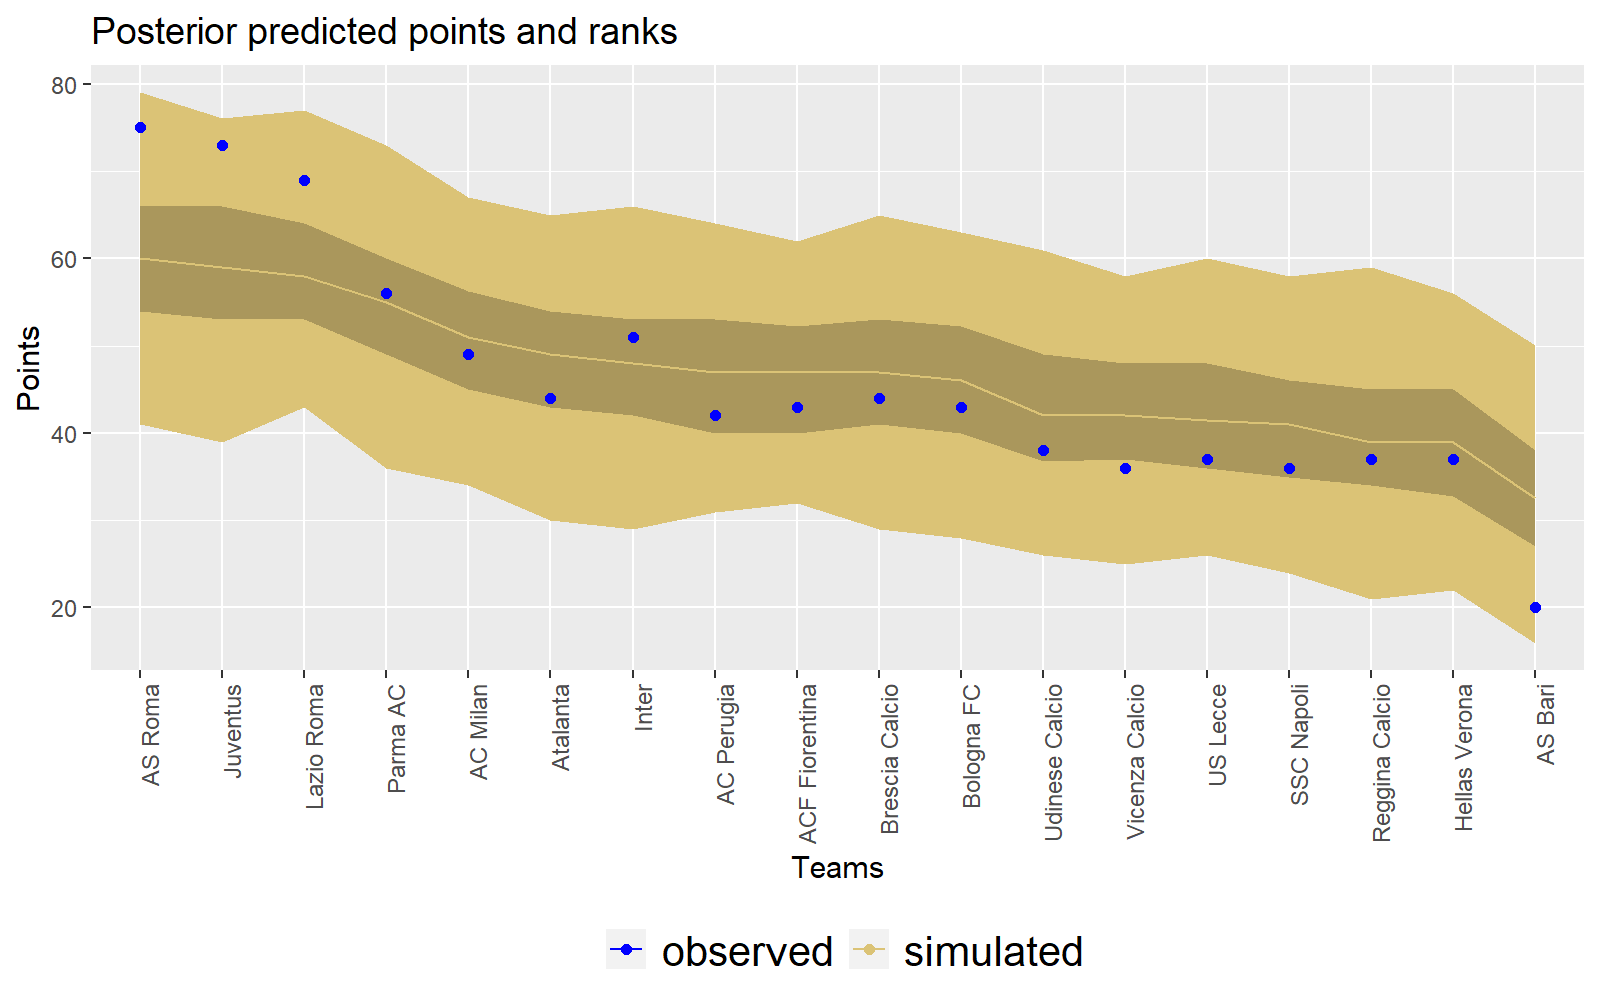 Posterior predicted points and ranks
80
60
40
20
Points
AS Roma
Juventus
Lazio Roma
Parma AC
AC Milan
Atalanta
Inter
AC Perugia
ACF Fiorentina
Brescia Calcio
Bologna FC
Udinese Calcio
Vicenza Calcio
US Lecce
SSC Napoli
Reggina Calcio
Hellas Verona
AS Bari
Teams
observed simulated